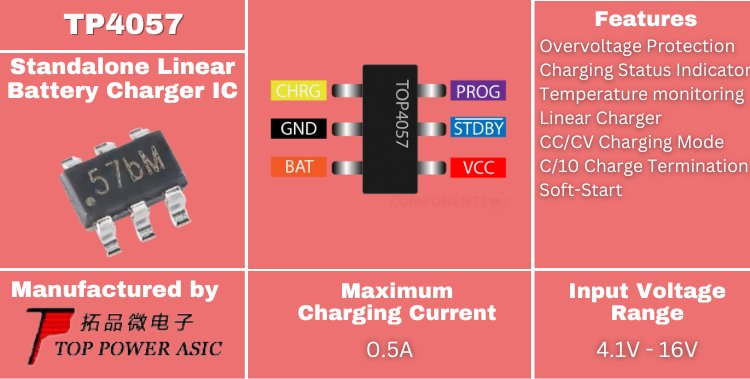 TP4057
Standalone Linear
Battery Charger IC
57bM
Manufactured by
拓品微电子
TOP POWER ASIC
CHRG
GND
BAT
TOP4057
PROG
STDBY
VCC
COMPONENTS101
Maximum
Charging Current
0.5A
Features
Overvoltage Protection
Charging Status Indicator
Temperature monitoring
Linear Charger
CC/CV Charging Mode
C/10 Charge Termination
Soft-Start
Input Voltage
Range
4.1V - 16V